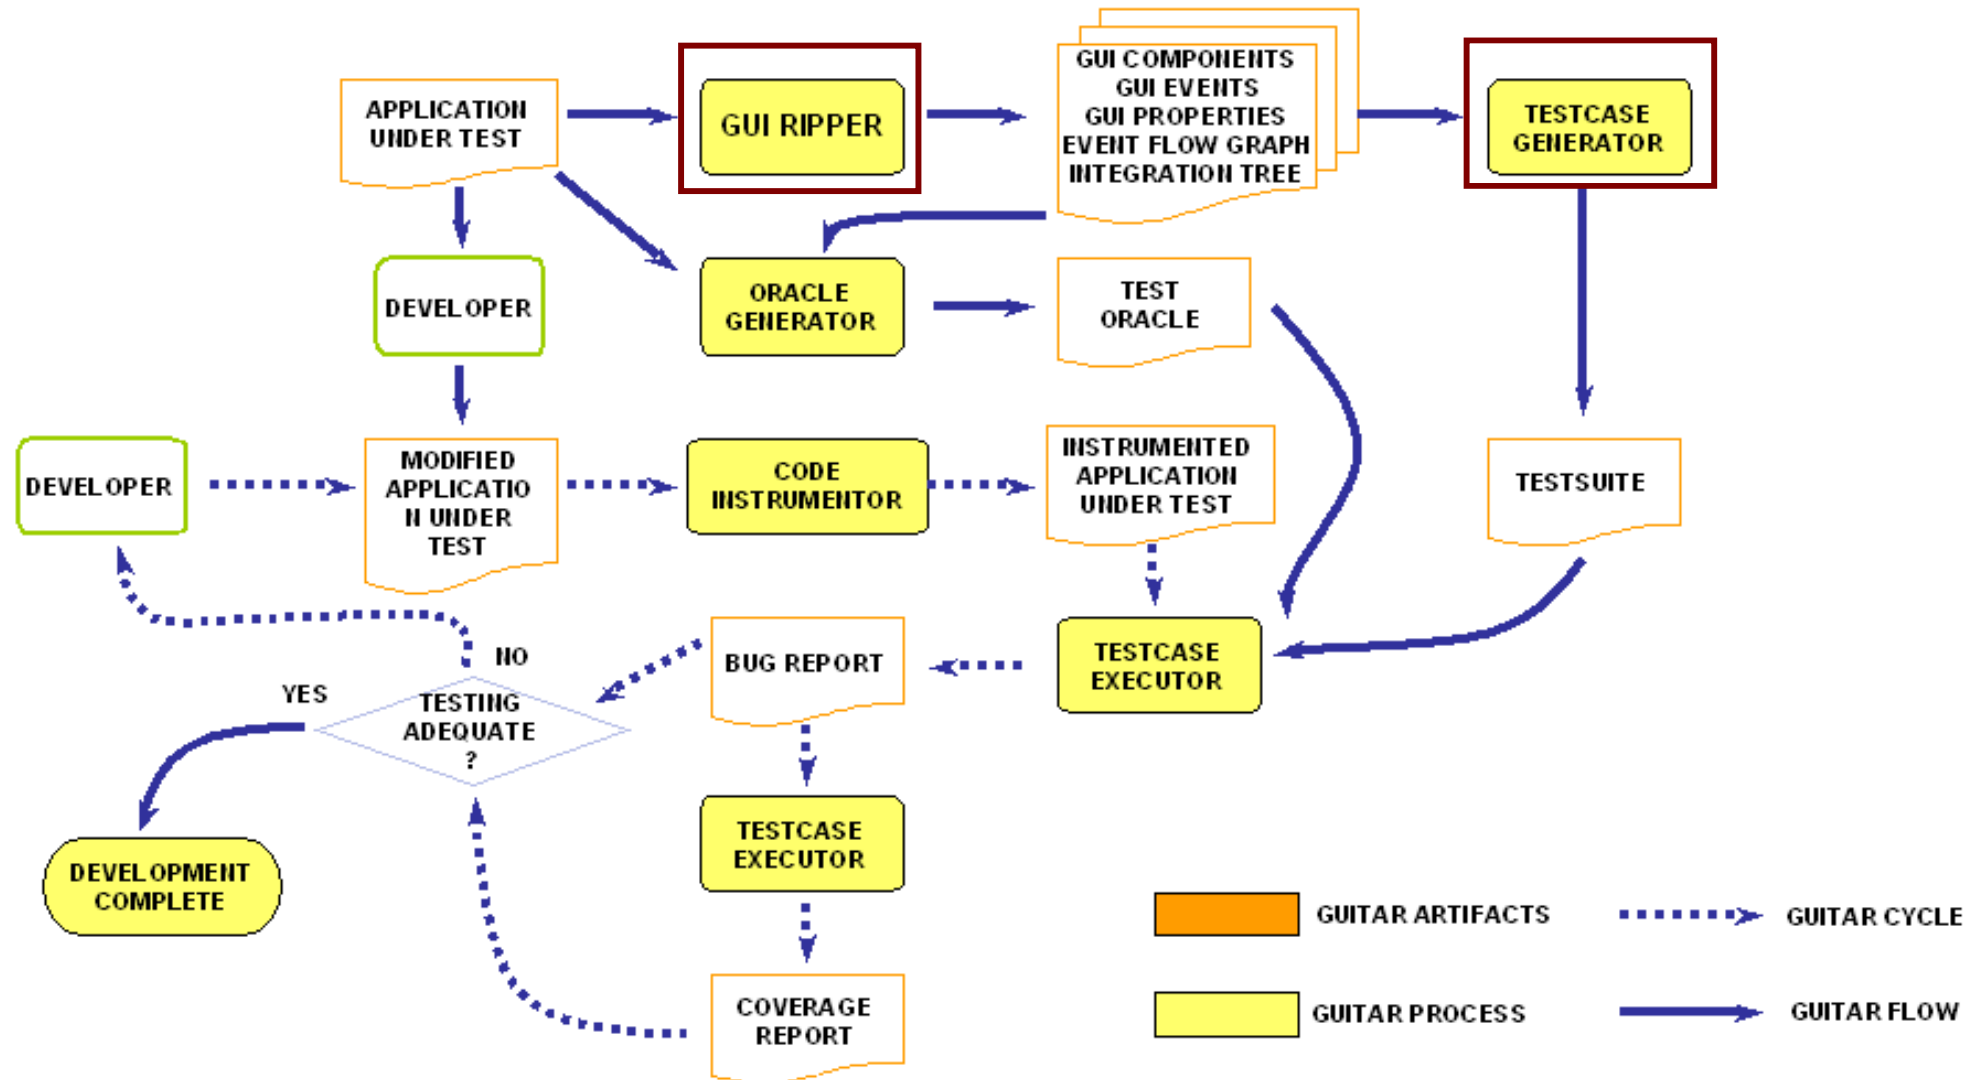 APPLICATION
UNDER TEST
GUI RIPPER
GUI COMPONENTS
GUI EVENTS
GUI PROPERTIES
EVENT FLOW GRAPH
INTEGRATION TREE
TESTCASE
GENERATOR
DEVELOPER
ORACLE
GENERATOR
TEST
ORACLE
DEVELOPER
MODIFIED
APPLICATIO
N UNDER
TEST
CODE
INSTRUMENTOR
INSTRUMENTED
APPLICATION
UNDER TEST
TESTSUITE
NO
YES
TESTING
ADEQUATE
?
BUG REPORT
TESTCASE
EXECUTOR
TESTCASE
EXECUTOR
DEVELOPMENT
COMPLETE
COVERAGE
REPORT
GUITAR ARTIFACTS
GUITAR CYCLE
GUITAR PROCESS
GUITAR FLOW